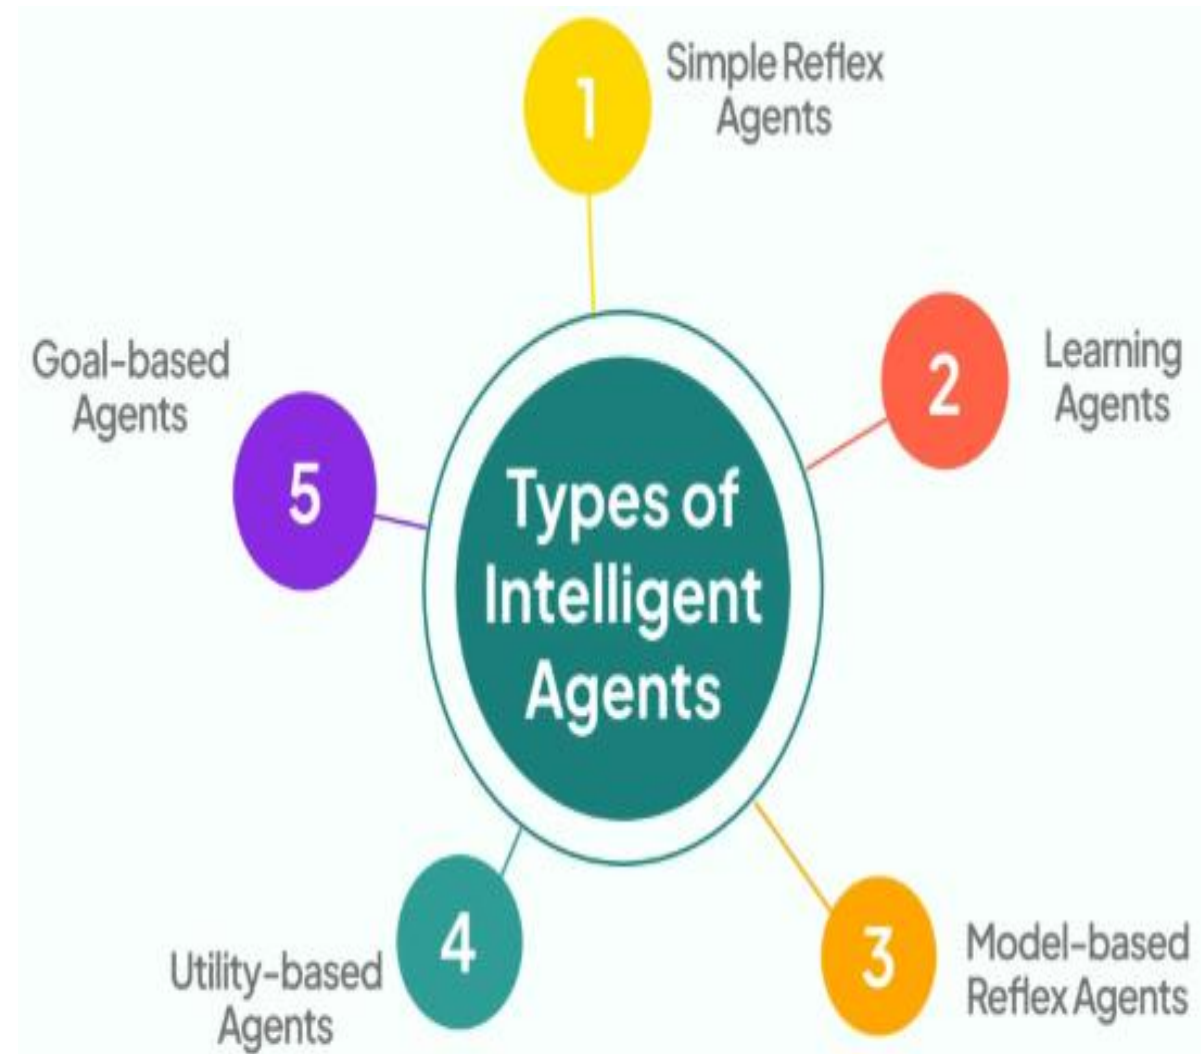 1
Simple Reflex
Agents
2
Learning
Agents
Goal-based
Agents
5
Types of
Intelligent
Agents
4
Utility-based
Agents
3
Model-based
Reflex Agents